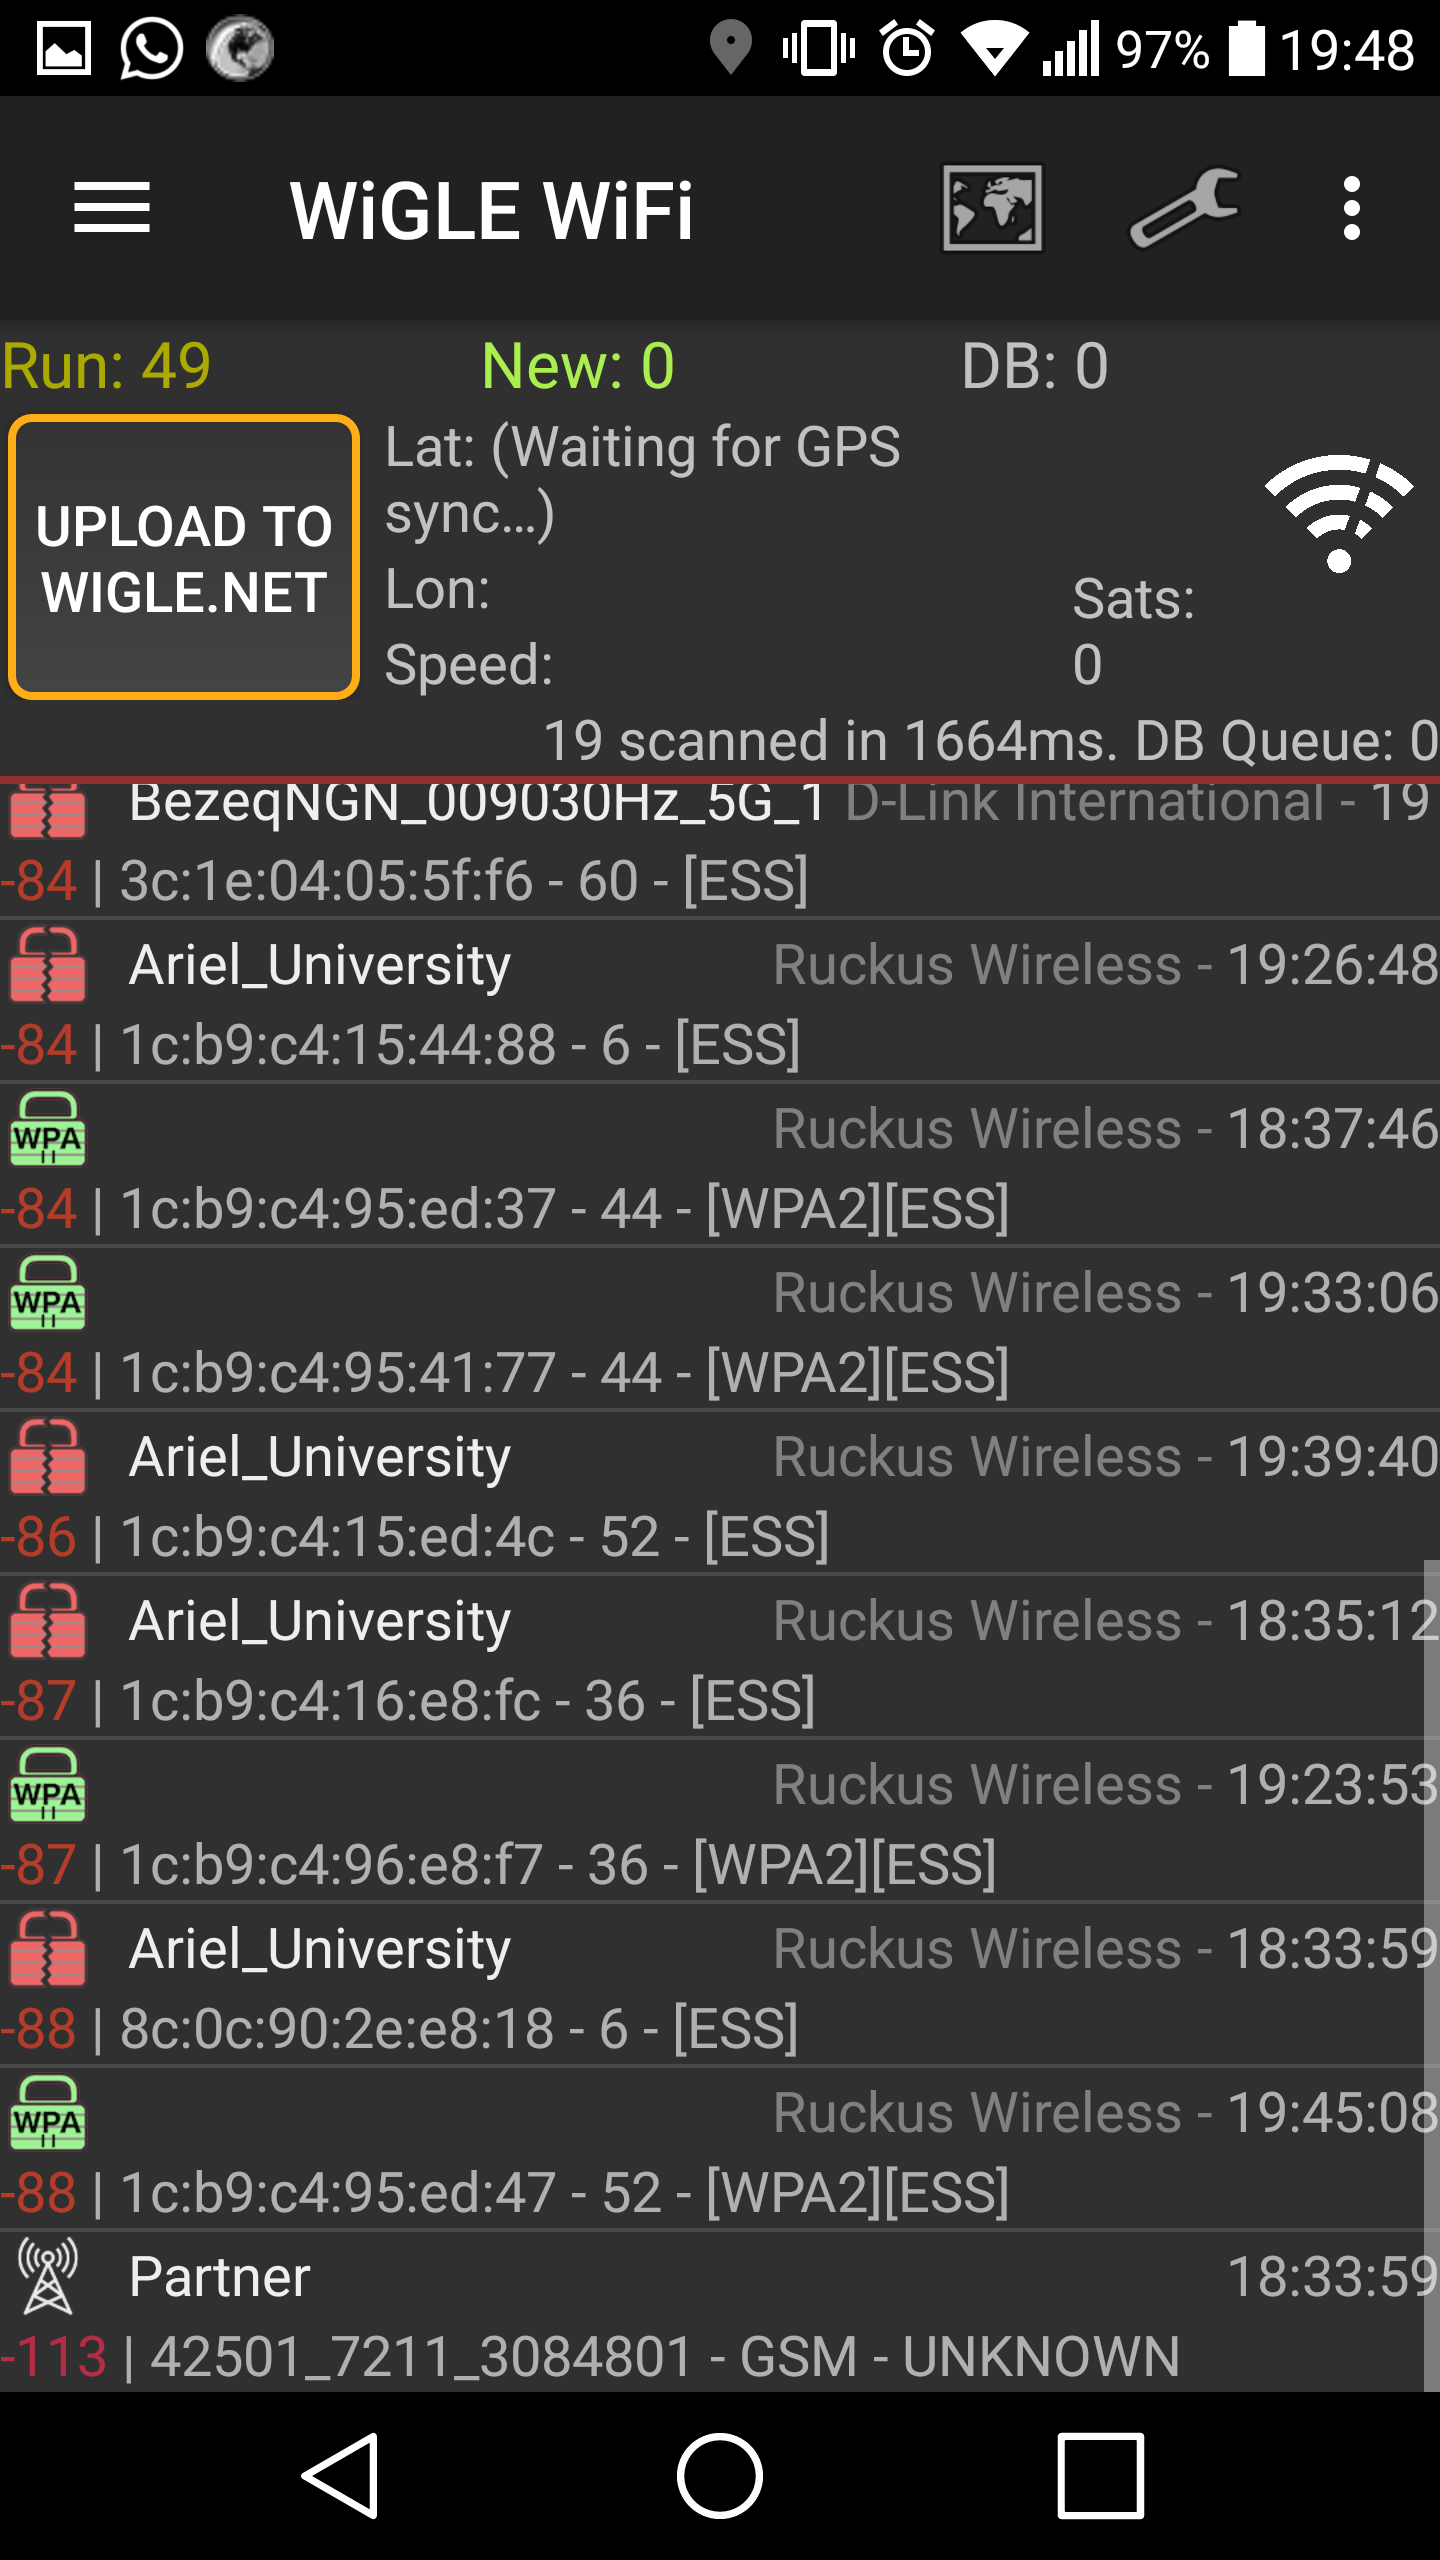 97% 19:48
WiGLE WiFi
Run: 49 New: 0 DB: 0
UPLOAD TO
WIGLE.NET
Lat: (Waiting for GPS
sync...)
Lon:
Speed:
Sats:
0
19 scanned in 1664ms. DB Queue: 0
BezeqNGN_009030Hz_5G_1 D-Link International - 19
-84 | 3c:1e:04:05:5f:f6 - 60 - [ESS]
Ariel_University Ruckus Wireless - 19:26:48
-84 | 1c:b9:c4:15:44:88 - 6 - [ESS]
WPA II Ruckus Wireless - 18:37:46
-84 | 1c:b9:c4:95:ed:37 - 44 - [WPA2][ESS]
WPA II Ruckus Wireless - 19:33:06
-84 | 1c:b9:c4:95:41:77 - 44 - [WPA2][ESS]
Ariel_University Ruckus Wireless - 19:39:40
-86 | 1c:b9:c4:15:ed:4c - 52 - [ESS]
Ariel_University Ruckus Wireless - 18:35:12
-87 | 1c:b9:c4:16:e8:fc - 36 - [ESS]
WPA II Ruckus Wireless - 19:23:53
-87 | 1c:b9:c4:96:e8:f7 - 36 - [WPA2][ESS]
Ariel_University Ruckus Wireless - 18:33:59
-88 | 8c:0c:90:2e:e8:18 - 6 - [ESS]
WPA II Ruckus Wireless - 19:45:08
-88 | 1c:b9:c4:95:ed:47 - 52 - [WPA2][ESS]
Partner 18:33:59
-113 | 42501_7211_3084801 - GSM - UNKNOWN